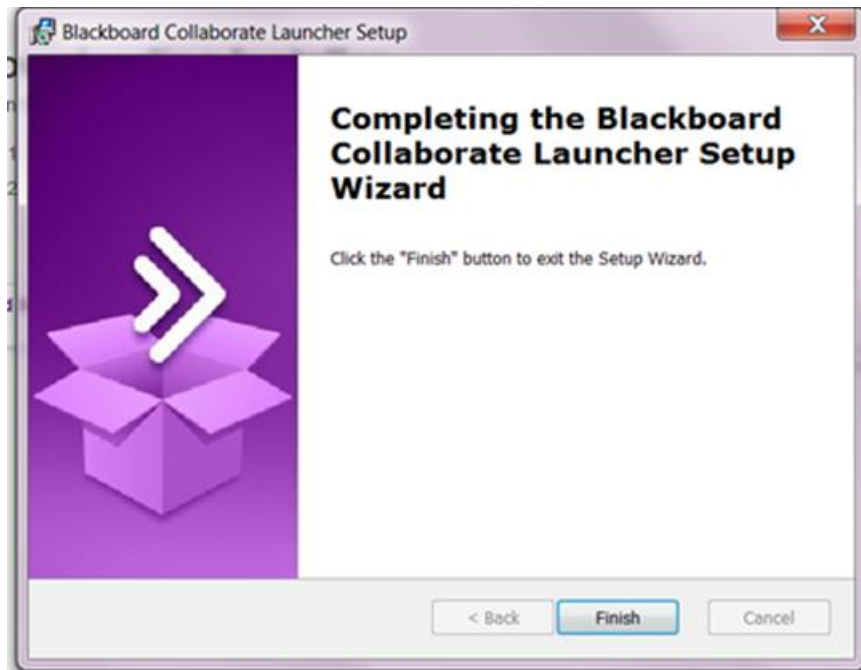 Blackboard Collaborate Launcher Setup
Completing the Blackboard
Collaborate Launcher Setup
Wizard
Click the "Finish" button to exit the Setup Wizard.
< Back Finish Cancel